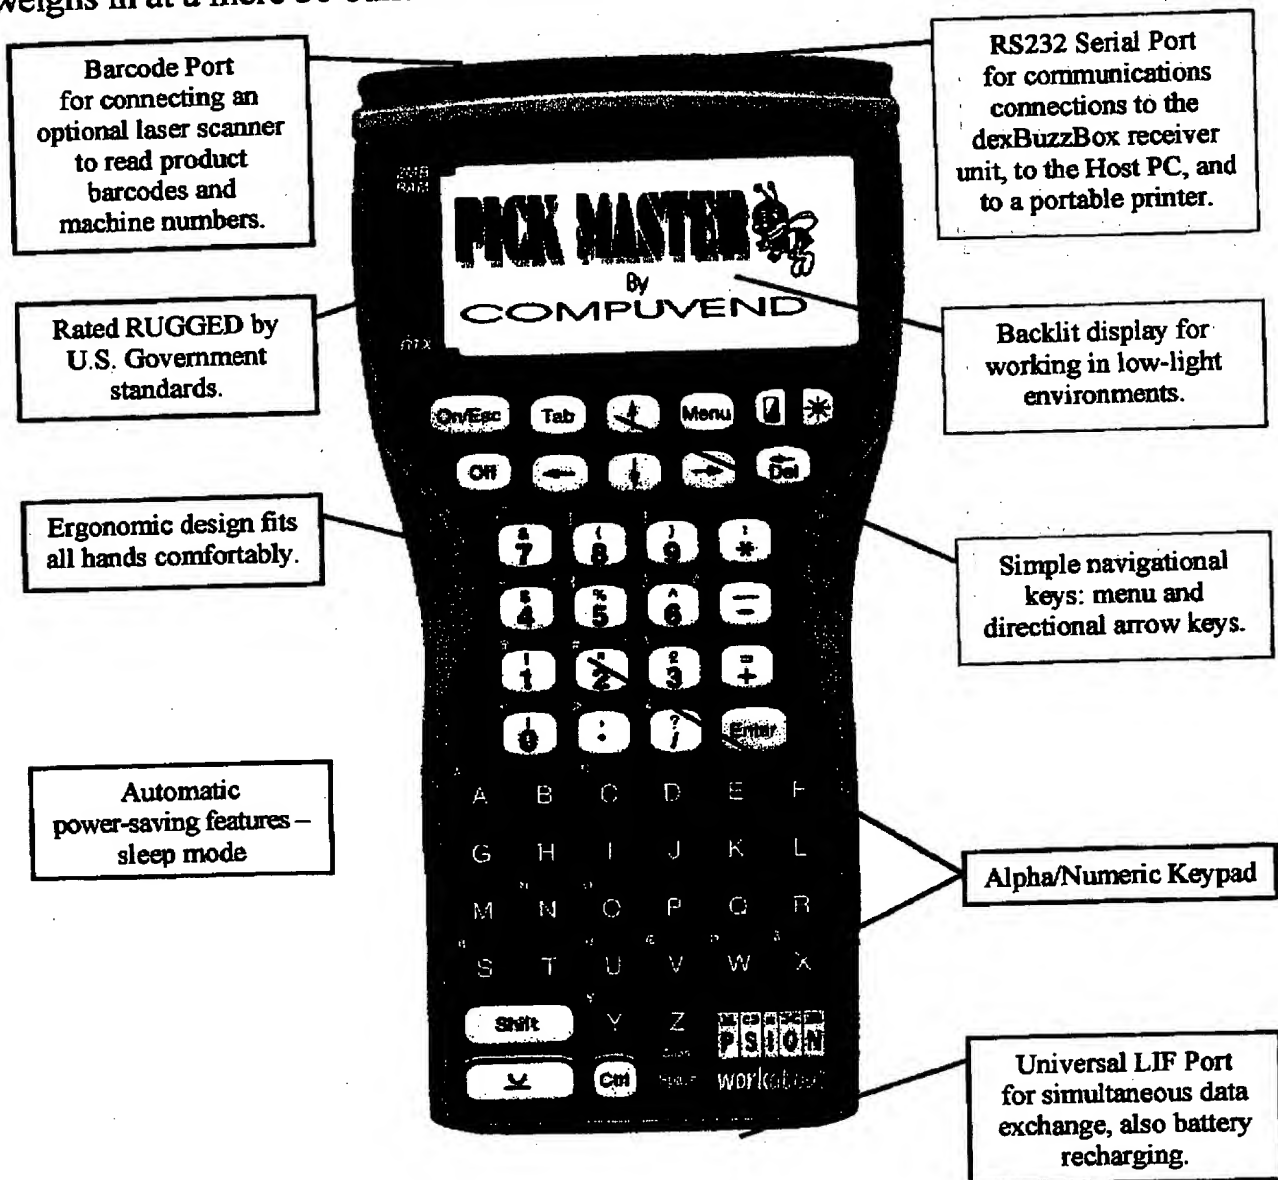 weighs in at a mere
Barcode Port
for connecting an
optional laser scanner
to read product
barcodes and
machine numbers.
RS232 Serial Port
for communications
connections to the
dexBuzzBox receiver
unit, to the Host PC, and
to a portable printer.
PICK MASTER
By
COMPUVEND
Rated RUGGED by
U.S. Government
standards.
Backlit display for
working in low-light
environments.
On/Esc Tab Menu
Off Del
Ergonomic design fits
all hands comfortably.
& 7 ( 8 ) 9 : *
$ 4 % 5 ^ 6 — –
! 1 " 2 £ 3 = +
0 . ? / Enter
Simple navigational
keys: menu and
directional arrow keys.
Automatic
power-saving features –
sleep mode
A B C D E F
G H I J K L
M N O P Q R
S T U V W X
Alpha/Numeric Keypad
Shift Y Z PSION
Ctrl workabout
Universal LIF Port
for simultaneous data
exchange, also battery
recharging.